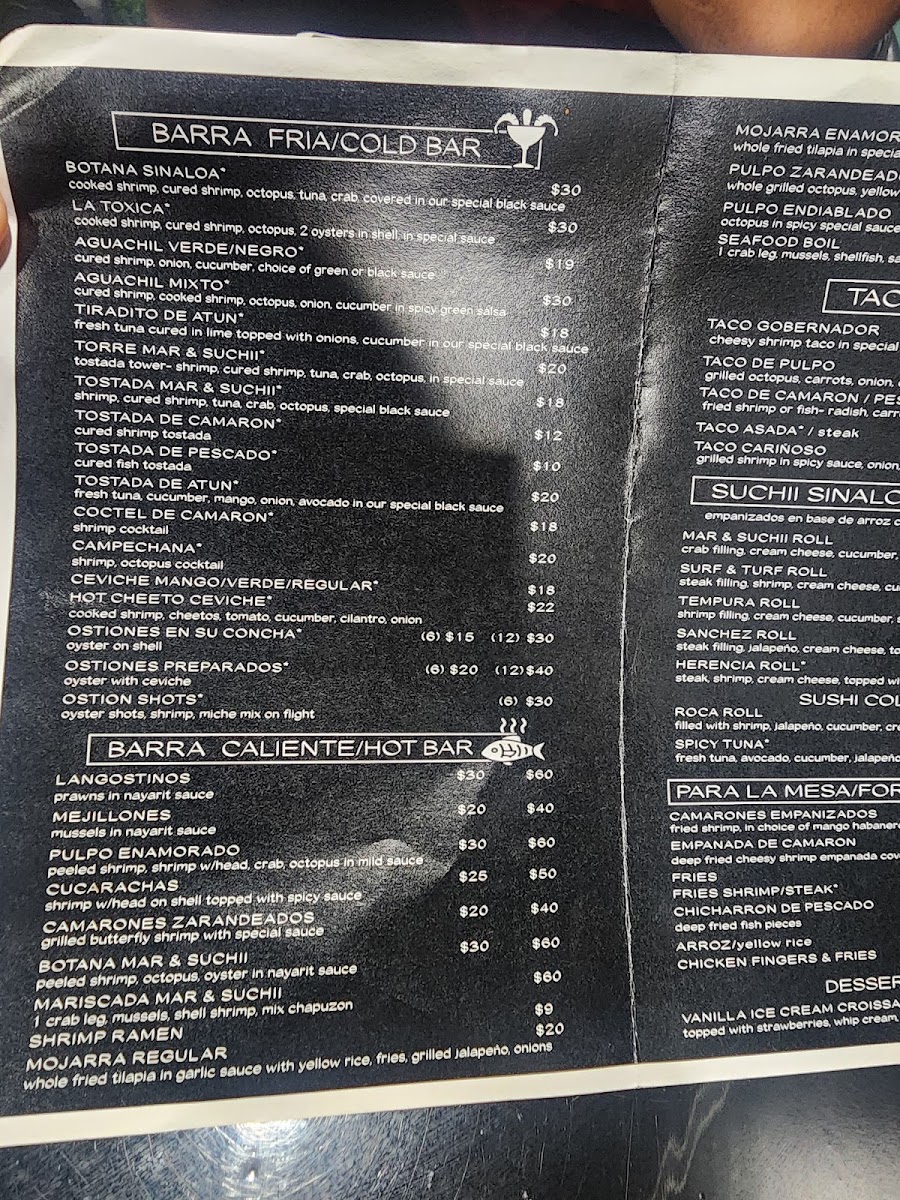 BARRA FRIA/COLD BAR
BOTANA SINALOA* $30
cooked shrimp, cured shrimp, octopus, tuna, crab covered in our special black sauce
LA TOXICA* $30
cooked shrimp, cured shrimp, octopus, 2 oysters in shell, in special sauce
AGUACHIL VERDE/NEGRO* $19
cured shrimp, onion, cucumber, choice of green or black sauce
AGUACHIL MIXTO* $30
cured shrimp, cooked shrimp, octopus, onion, cucumber in spicy green salsa
TIRADITO DE ATUN* $18
fresh tuna cured in lime topped with onions, cucumber in our special black sauce
TORRE MAR & SUCHII* $20
tostada tower- shrimp, cured shrimp, tuna, crab, octopus, in special sauce
TOSTADA MAR & SUCHII* $18
shrimp, cured shrimp, tuna, crab, octopus, special black sauce
TOSTADA DE CAMARON* $12
cured shrimp tostada
TOSTADA DE PESCADO* $10
cured fish tostada
TOSTADA DE ATUN* $20
fresh tuna, cucumber, mango, onion, avocado in our special black sauce
COCTEL DE CAMARON* $18
shrimp cocktail
CAMPECHANA* $20
shrimp, octopus cocktail
CEVICHE MANGO/VERDE/REGULAR* $18
HOT CHEETO CEVICHE* $22
cooked shrimp, cheetos, tomato, cucumber, cilantro, onion
OSTIONES EN SU CONCHA* (6) $15 (12) $30
oyster on shell
OSTIONES PREPARADOS* (6) $20 (12) $40
oyster with ceviche
OSTION SHOTS* (6) $30
oyster shots, shrimp, miche mix on flight
BARRA CALIENTE/HOT BAR
LANGOSTINOS $30 $60
prawns in nayarit sauce
MEJILLONES $20 $40
mussels in nayarit sauce
PULPO ENAMORADO $30 $60
peeled shrimp, shrimp w/head, crab, octopus in mild sauce
CUCARACHAS $25 $50
shrimp w/head on shell topped with spicy sauce
CAMARONES ZARANDEADOS $20 $40
grilled butterfly shrimp with special sauce
BOTANA MAR & SUCHII $30 $60
peeled shrimp, octopus, oyster in nayarit sauce
MARISCADA MAR & SUCHII $60
1 crab leg, mussels, shell shrimp, mix chapuzon
SHRIMP RAMEN $9
MOJARRA REGULAR $20
whole fried tilapia in garlic sauce with yellow rice, fries, grilled jalapeño, onions
MOJARRA ENAMOR
whole fried tilapia in specia
PULPO ZARANDEAD
whole grilled octopus, yellow
PULPO ENDIABLADO
octopus in spicy special sauce
SEAFOOD BOIL
1 crab leg, mussels, shellfish, sa
TAC
TACO GOBERNADOR
cheesy shrimp taco in special
TACO DE PULPO
grilled octopus, carrots, onion,
TACO DE CAMARON / PES
fried shrimp or fish- radish, carr
TACO ASADA* / steak
TACO CARIÑOSO
grilled shrimp in spicy sauce, onion,
SUCHII SINALO
empanizados en base de arroz c
MAR & SUCHII ROLL
crab filling, cream cheese, cucumber,
SURF & TURF ROLL
steak filling, shrimp, cream cheese, cu
TEMPURA ROLL
shrimp filling, cream cheese, cucumber, s
SANCHEZ ROLL
steak filling, jalapeño, cream cheese, to
HERENCIA ROLL*
steak, shrimp, cream cheese, topped wi
SUSHI COL
ROCA ROLL
filled with shrimp, jalapeño, cucumber, cre
SPICY TUNA*
fresh tuna, avocado, cucumber, jalapeño
PARA LA MESA/FOR
CAMARONES EMPANIZADOS
fried shrimp, in choice of mango habanero
EMPANADA DE CAMARON
deep fried cheesy shrimp empanada cov
FRIES
FRIES SHRIMP/STEAK*
CHICHARRON DE PESCADO
deep fried fish pieces
ARROZ/yellow rice
CHICKEN FINGERS & FRIES
DESSER
VANILLA ICE CREAM CROISSA
topped with strawberries, whip cream,